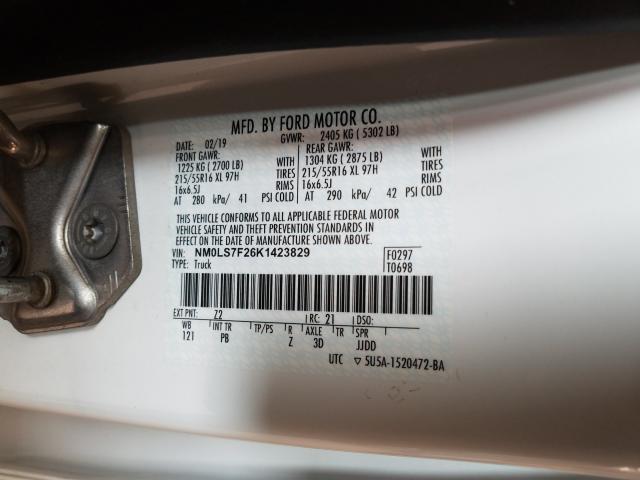 MFD. BY FORD MOTOR CO.
DATE: 02/19 GVWR: 2405 KG ( 5302 LB)
FRONT GAWR: REAR GAWR:
1225 KG ( 2700 LB) WITH 1304 KG ( 2875 LB) WITH
215/55R16 XL 97H TIRES 215/55R16 XL 97H TIRES
16x6.5J RIMS 16x6.5J RIMS
AT 280 kPa/ 41 PSI COLD AT 290 kPa/ 42 PSI COLD
THIS VEHICLE CONFORMS TO ALL APPLICABLE FEDERAL MOTOR
VEHICLE SAFETY AND THEFT PREVENTION STANDARDS IN
EFFECT ON THE DATE OF MANUFACTURE SHOWN ABOVE.
VIN: NM0LS7F26K1423829 F0297
TYPE: Truck T0698
EXT PNT: Z2 RC: 21 DSO:
WB INT TR TP/PS R AXLE TR SPR
121 PB Z 3D JJDD
UTC ▽ 5U5A-1520472-BA